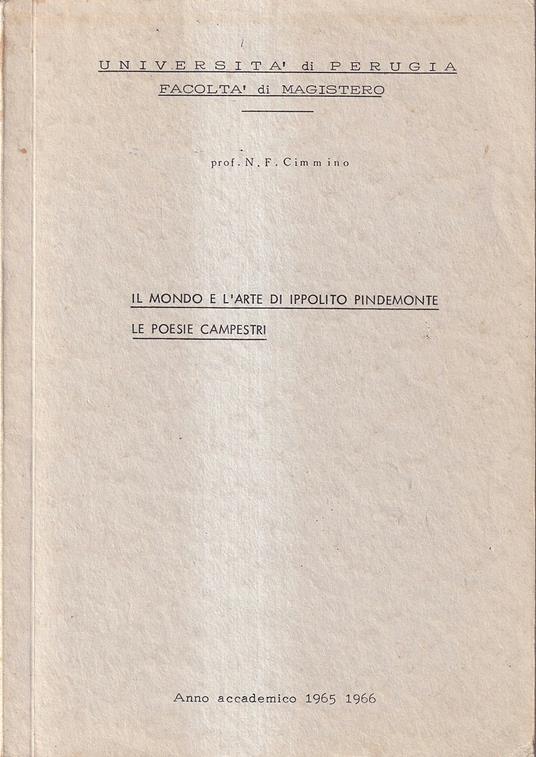 UNIVERSITA' di PERUGIA
FACOLTA' di MAGISTERO
prof. N. F. Cimmino
IL MONDO E L'ARTE DI IPPOLITO PINDEMONTE
LE POESIE CAMPESTRI
Anno accademico 1965 1966